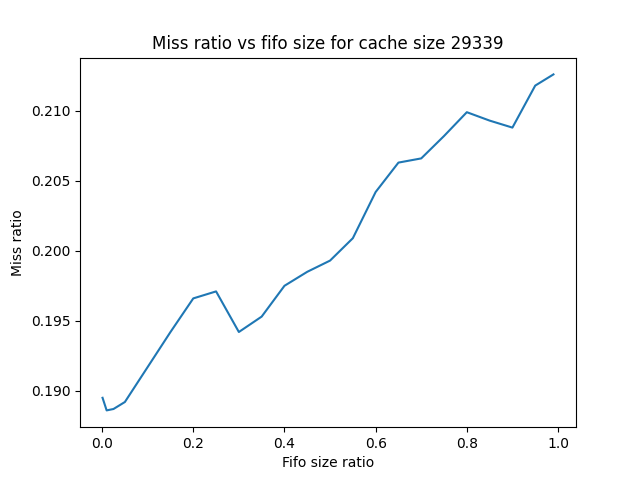 Miss ratio vs fifo size for cache size 29339
0.210
0.205
0.200
0.195
0.190
Miss ratio
0.0 0.2 0.4 0.6 0.8 1.0
Fifo size ratio